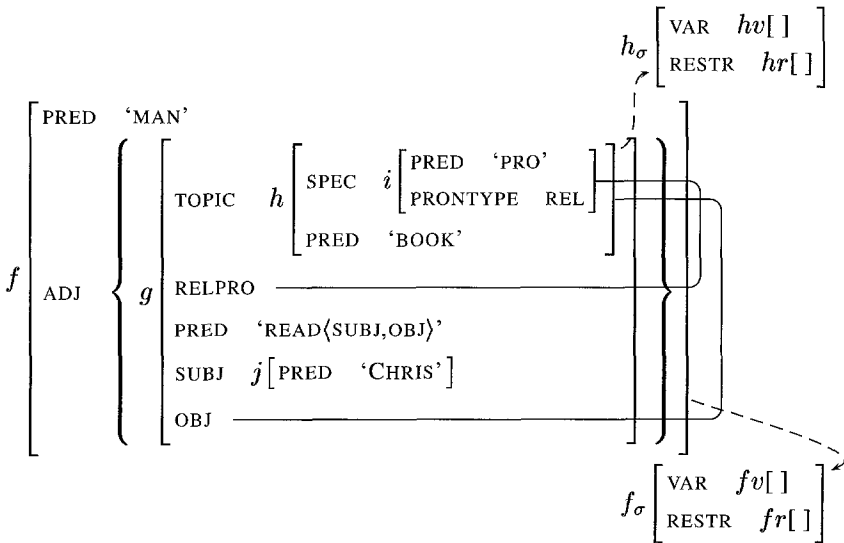 hσ [VAR hv[ ]
RESTR hr[ ]]
PRED ‘MAN’
SPEC i [PRED ‘PRO’
TOPIC h
PRONTYPE REL]
PRED ‘BOOK’
f ADJ { g RELPRO
PRED ‘READ⟨SUBJ,OBJ⟩’
SUBJ j [PRED ‘CHRIS’]
OBJ
fσ [VAR fv[ ]
RESTR fr[ ]]